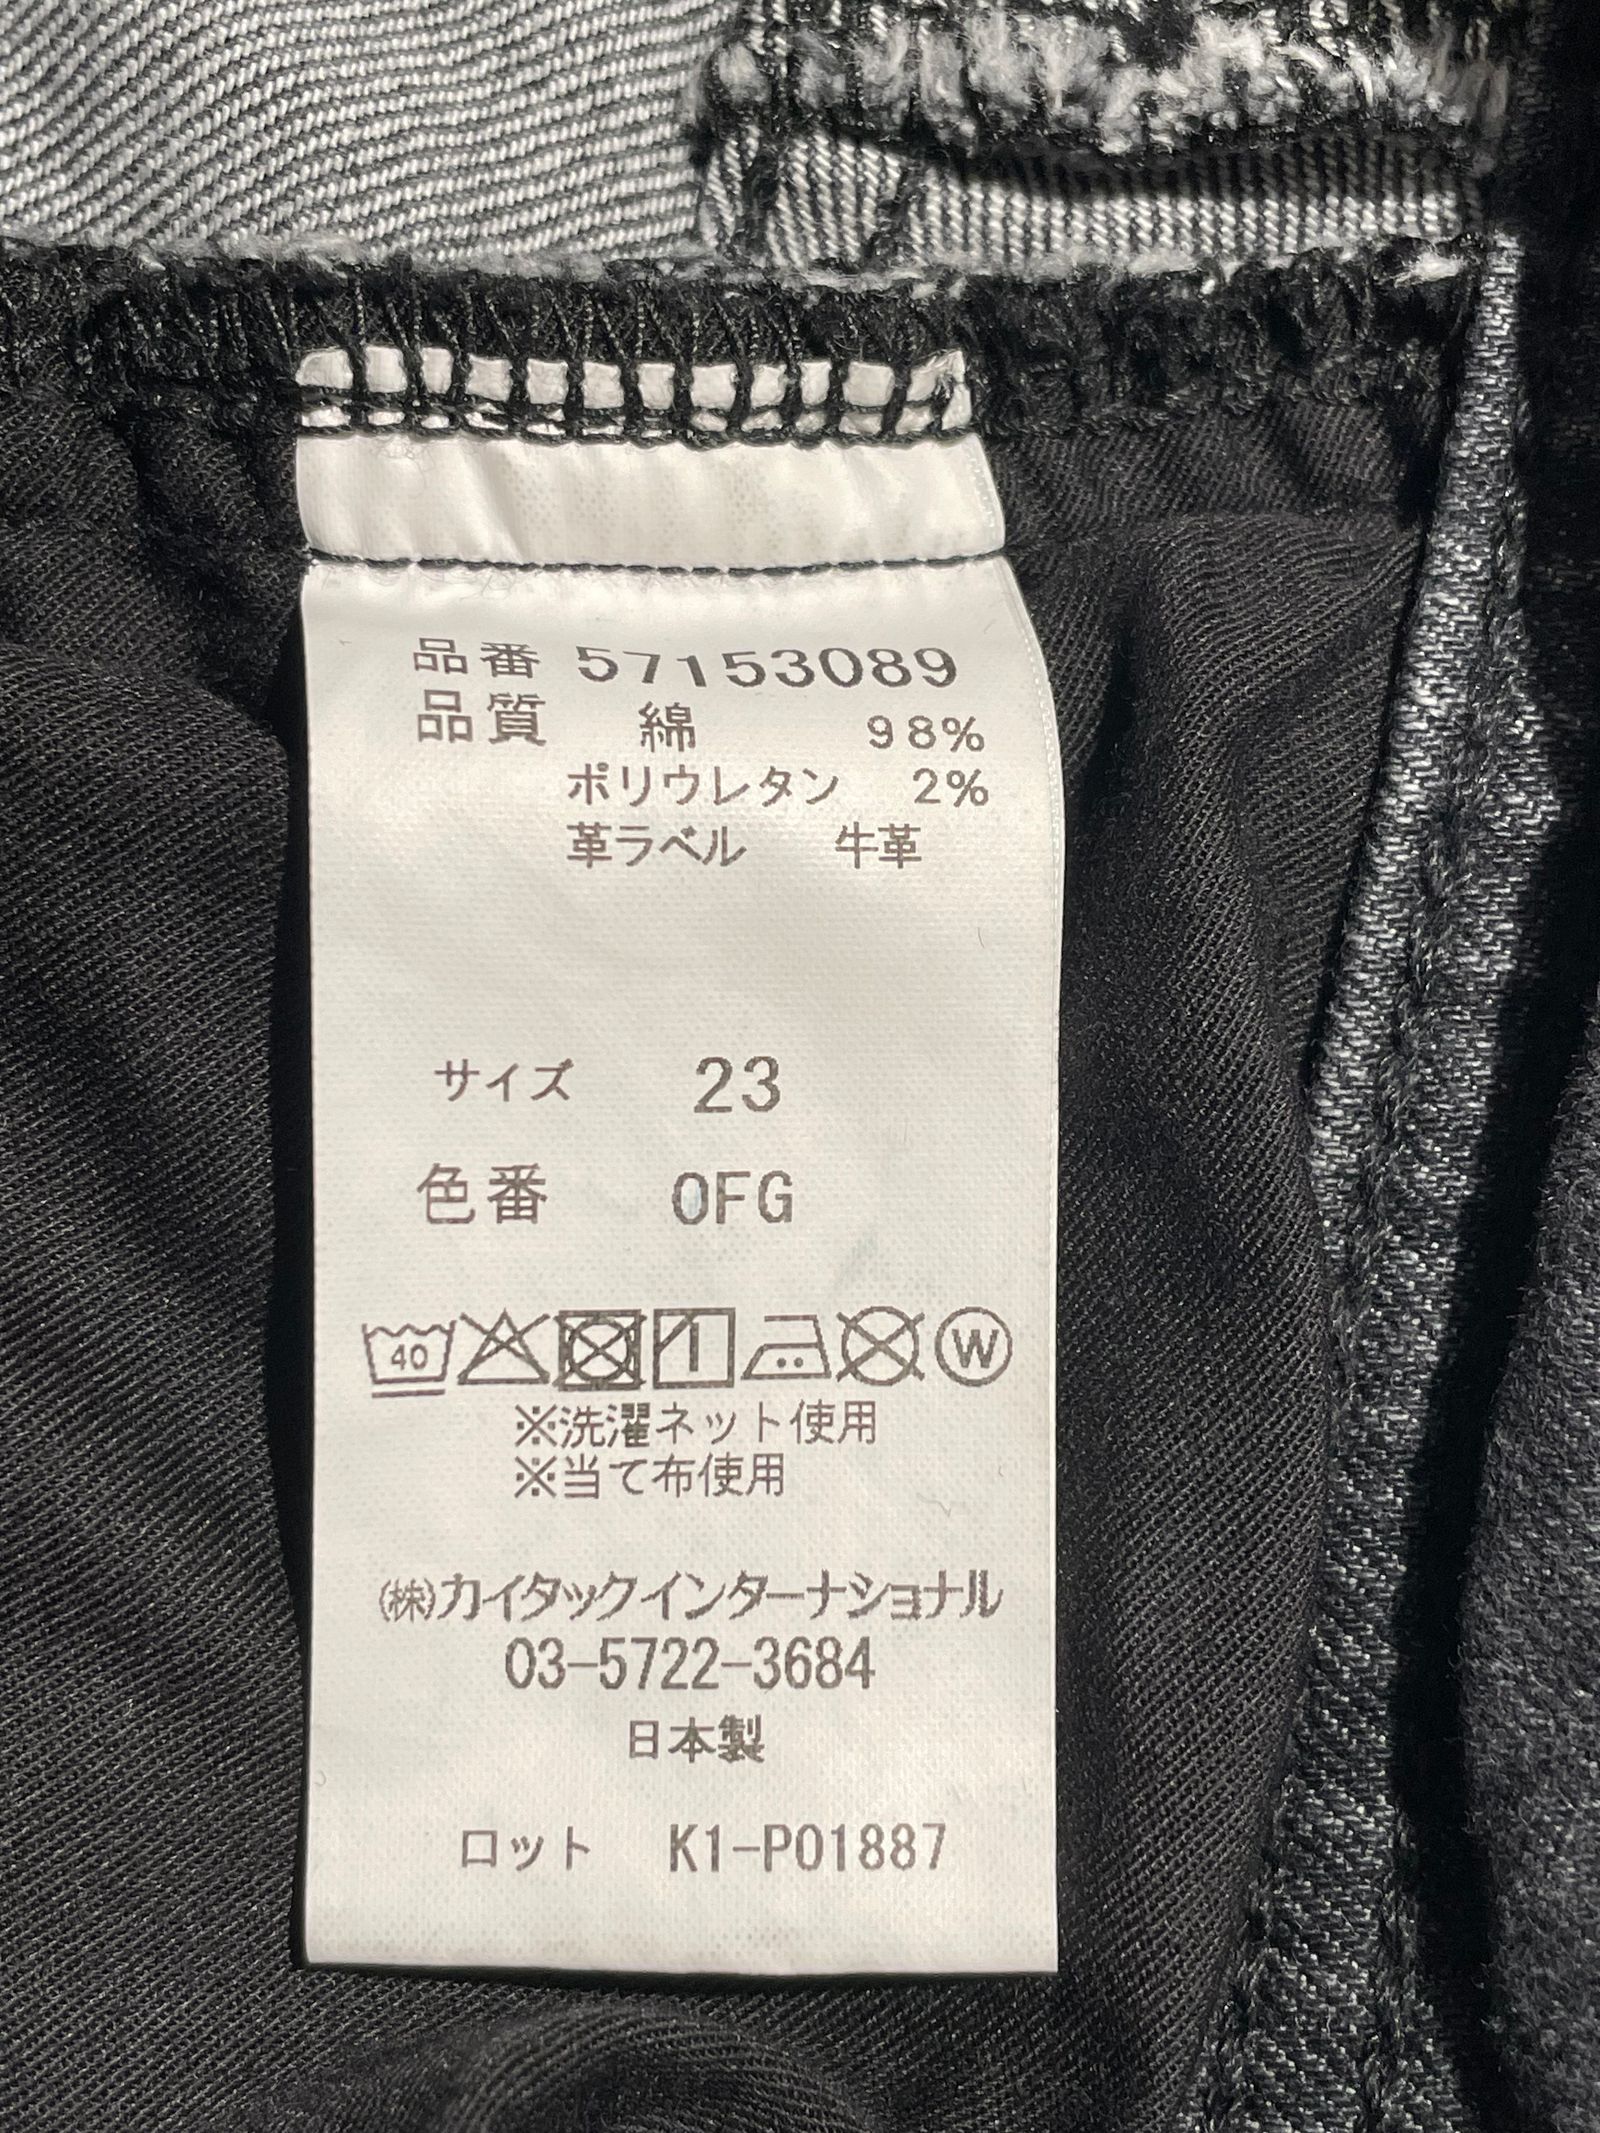 品番 57153089
品質 綿 98%
ポリウレタン 2%
革ラベル 牛革
サイズ 23
色番 0FG
40 W
※洗濯ネット使用
※当て布使用
㈱カイタックインターナショナル
03-5722-3684
日本製
ロット K1-P01887